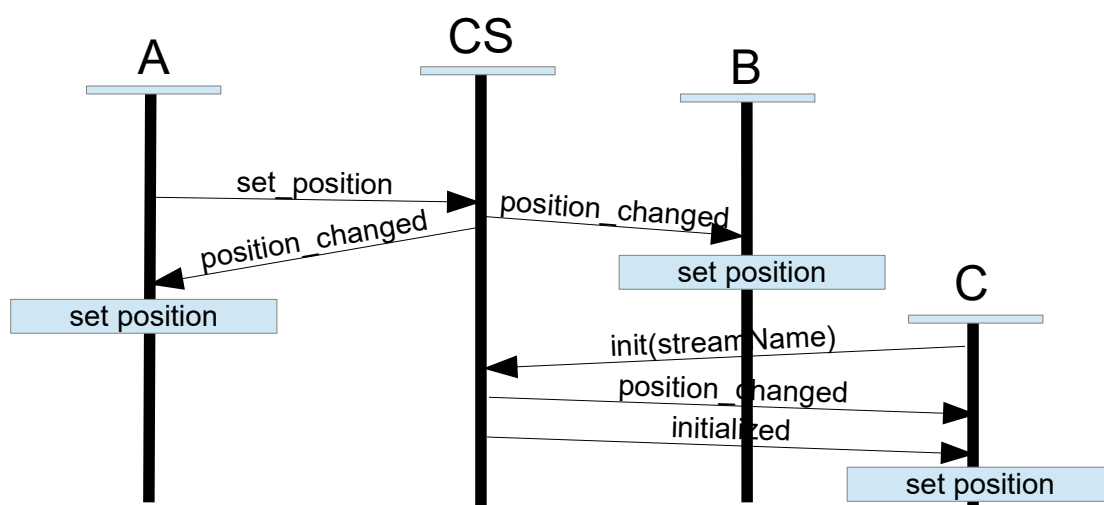 A
CS
B
set_position
position_changed
position_changed
set position
C
set position
init(streamName)
position_changed
initialized
set position